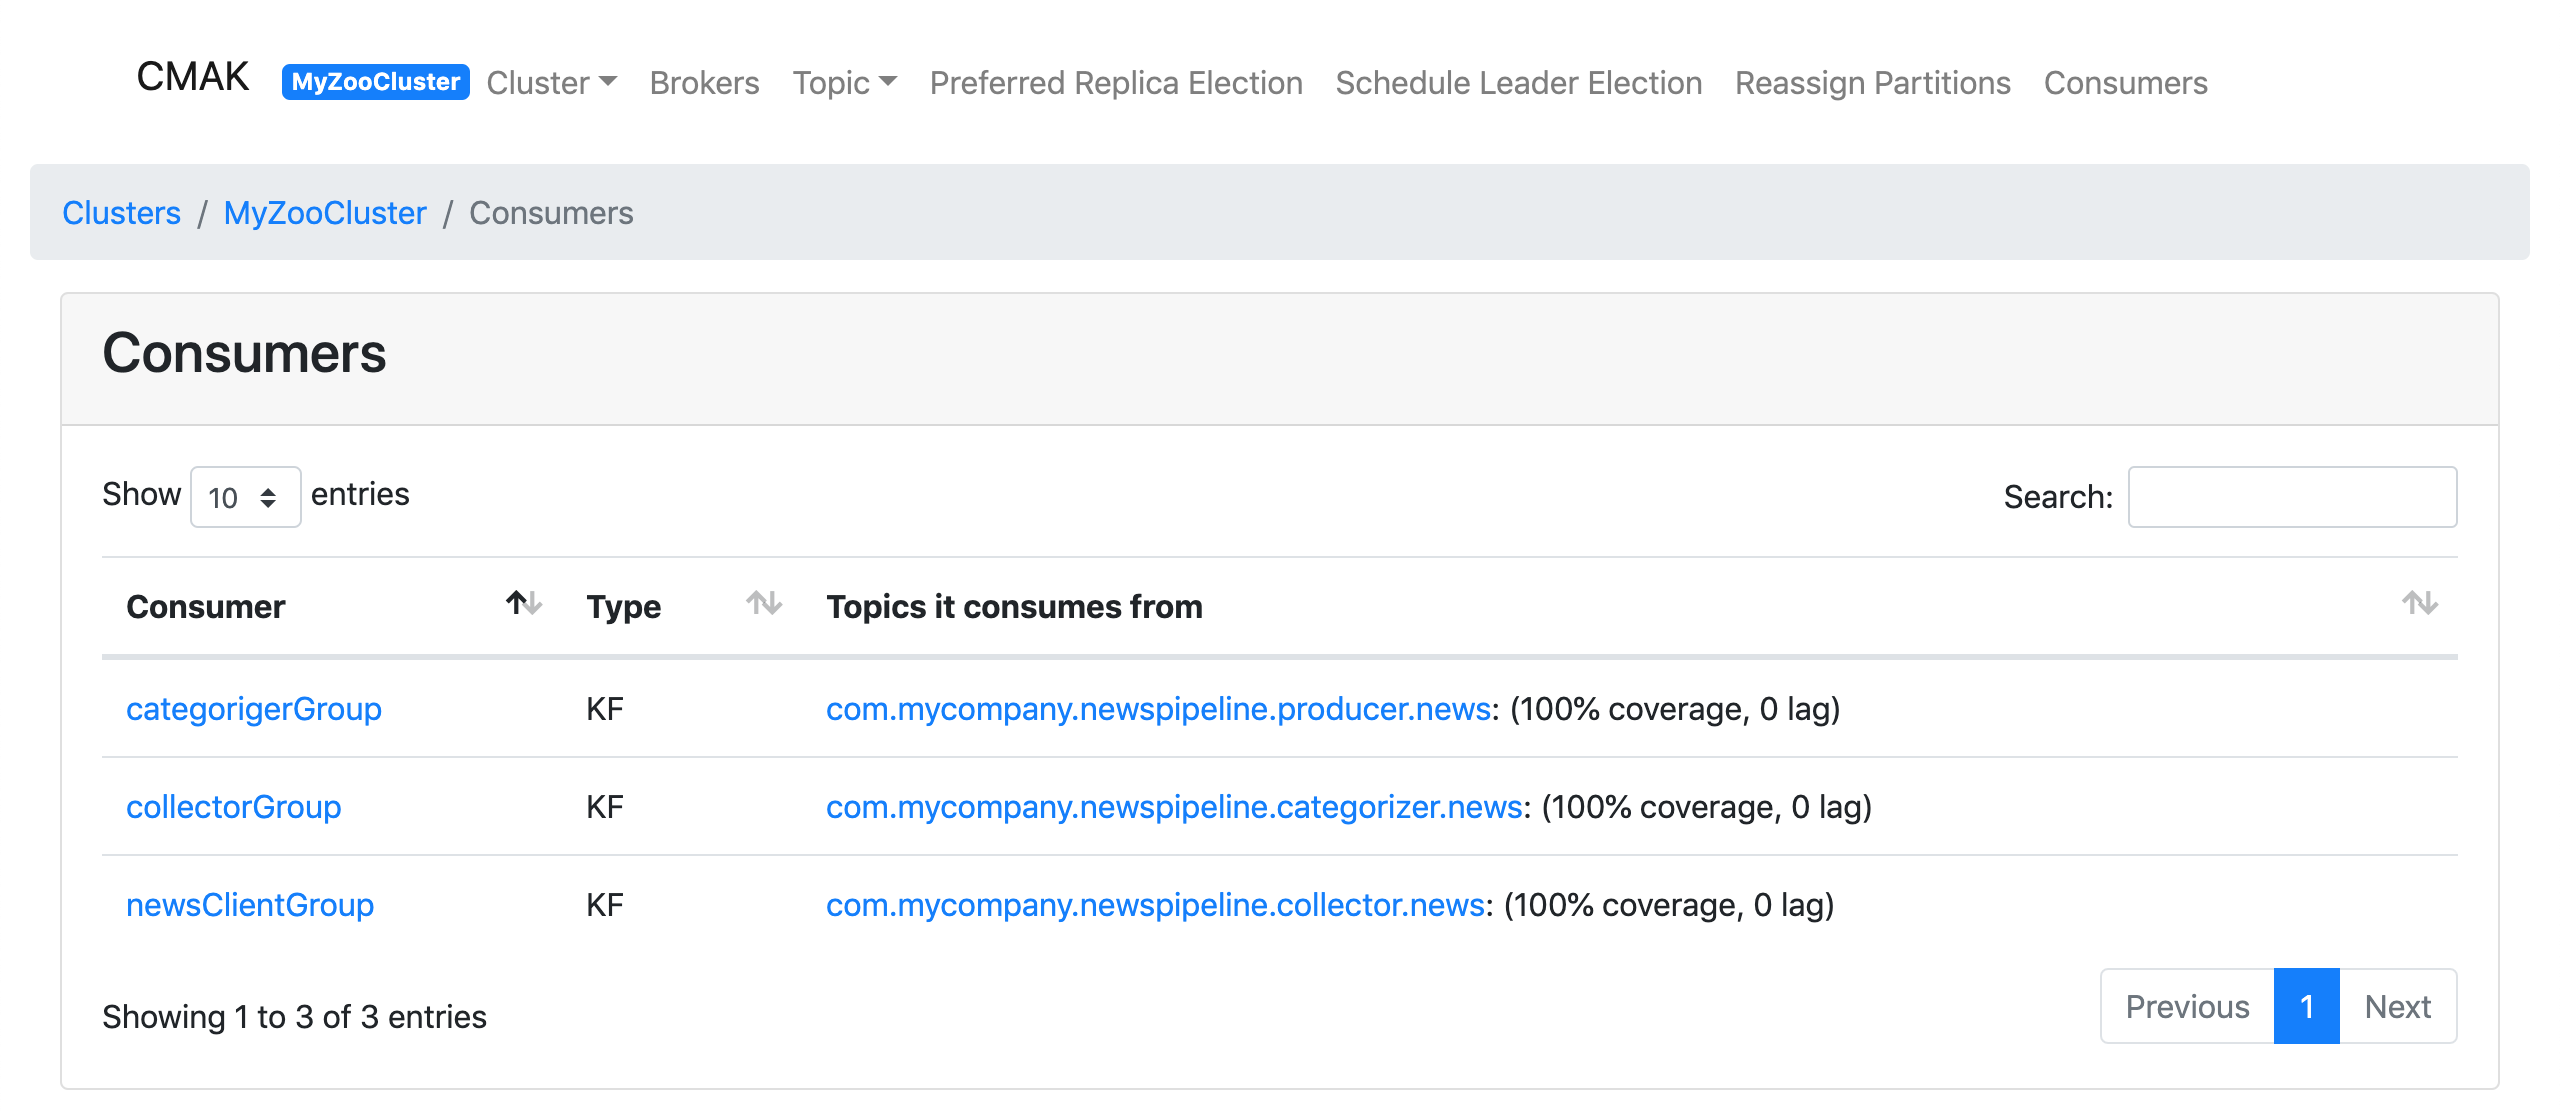 CMAK MyZooCluster Cluster Brokers Topic Preferred Replica Election Schedule Leader Election Reassign Partitions Consumers
Clusters / MyZooCluster / Consumers
Consumers
Show 10 entries Search:
Consumer Type Topics it consumes from
categorigerGroup KF com.mycompany.newspipeline.producer.news: (100% coverage, 0 lag)
collectorGroup KF com.mycompany.newspipeline.categorizer.news: (100% coverage, 0 lag)
newsClientGroup KF com.mycompany.newspipeline.collector.news: (100% coverage, 0 lag)
Showing 1 to 3 of 3 entries Previous 1 Next